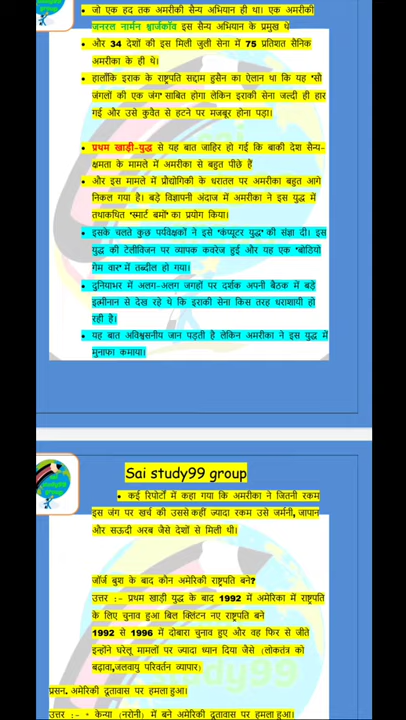 जो एक हद तक अमरीकी सैन्य अभियान ही था। एक अमरीकी
जनरल नार्मन श्वार्जकॉव इस सैन्य अभियान के प्रमुख थे
और 34 देशों की इस मिली जुली सेना में 75 प्रतिशत सैनिक
अमरीका के ही थे।
हालाँकि इराक के राष्ट्रपति सद्दाम हुसैन का ऐलान था कि यह 'सौ
जंगलों की एक जंग' साबित होगा लेकिन इराकी सेना जल्दी ही हार
गई और उसे कुवैत से हटने पर मजबूर होना पड़ा।
प्रथम खाड़ी-युद्ध से यह बात जाहिर हो गई कि बाकी देश सैन्य-
क्षमता के मामले में अमरीका से बहुत पीछे हैं
और इस मामले में प्रौद्योगिकी के धरातल पर अमरीका बहुत आगे
निकल गया है। बड़े विज्ञापनी अंदाज में अमरीका ने इस युद्ध में
तथाकथित 'स्मार्ट बमों' का प्रयोग किया।
इसके चलते कुछ पर्यवेक्षकों ने इसे 'कंप्यूटर युद्ध' की संज्ञा दी। इस
युद्ध की टेलीविजन पर व्यापक कवरेज हुई और यह एक 'वीडियो
गेम वार' में तब्दील हो गया।
दुनियाभर में अलग-अलग जगहों पर दर्शक अपनी बैठक में बड़े
इत्मीनान से देख रहे थे कि इराकी सेना किस तरह धराशायी हो
रही है।
यह बात अविश्वसनीय जान पड़ती है लेकिन अमरीका ने इस युद्ध में
मुनाफा कमाया।
Sai study99 group
कई रिपोर्टों में कहा गया कि अमरीका ने जितनी रकम
इस जंग पर खर्च की उससे कहीं ज्यादा रकम उसे जर्मनी, जापान
और सऊदी अरब जैसे देशों से मिली थी।
जॉर्ज बुश के बाद कौन अमेरिकी राष्ट्रपति बने?
उत्तर :- प्रथम खाड़ी युद्ध के बाद 1992 में अमेरिका में राष्ट्रपति
के लिए चुनाव हुआ बिल क्लिंटन नए राष्ट्रपति बने
1992 से 1996 में दोबारा चुनाव हुए और वह फिर से जीते
इन्होंने घरेलू मामलों पर ज्यादा ध्यान दिया जैसे (लोकतंत्र को
बढ़ावा,जलवायु परिवर्तन व्यापार)
प्रसन. अमेरिकी दूतावास पर हमला हुआ।
उत्तर :- * केन्या (नरोनी) में बने अमेरिकी दूतावास पर हमला हुआ।